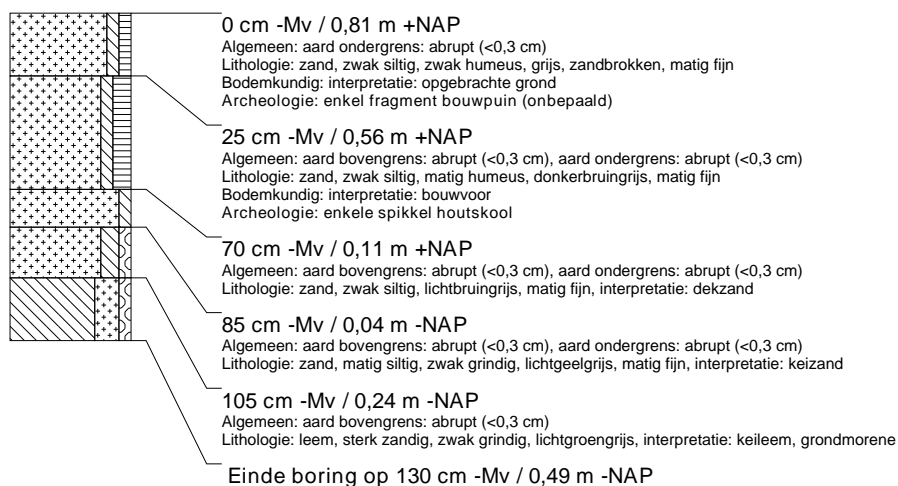 0 cm -Mv / 0,81 m +NAP
Algemeen: aard ondergrens: abrupt (<0,3 cm)
Lithologie: zand, zwak siltig, zwak humeus, grijs, zandbrokken, matig fijn
Bodemkundig: interpretatie: opgebrachte grond
Archeologie: enkel fragment bouwpuin (onbepaald)
25 cm -Mv / 0,56 m +NAP
Algemeen: aard bovengrens: abrupt (<0,3 cm), aard ondergrens: abrupt (<0,3 cm)
Lithologie: zand, zwak siltig, matig humeus, donkerbruingrijs, matig fijn
Bodemkundig: interpretatie: bouwvoor
Archeologie: enkele spikkel houtskool
70 cm -Mv / 0,11 m +NAP
Algemeen: aard bovengrens: abrupt (<0,3 cm), aard ondergrens: abrupt (<0,3 cm)
Lithologie: zand, zwak siltig, lichtbruingrijs, matig fijn, interpretatie: dekzand
85 cm -Mv / 0,04 m -NAP
Algemeen: aard bovengrens: abrupt (<0,3 cm), aard ondergrens: abrupt (<0,3 cm)
Lithologie: zand, matig siltig, zwak grindig, lichtgeelgrijs, matig fijn, interpretatie: keizand
105 cm -Mv / 0,24 m -NAP
Algemeen: aard bovengrens: abrupt (<0,3 cm)
Lithologie: leem, sterk zandig, zwak grindig, lichtgroengrijs, interpretatie: keileem, grondmorene
Einde boring op 130 cm -Mv / 0,49 m -NAP